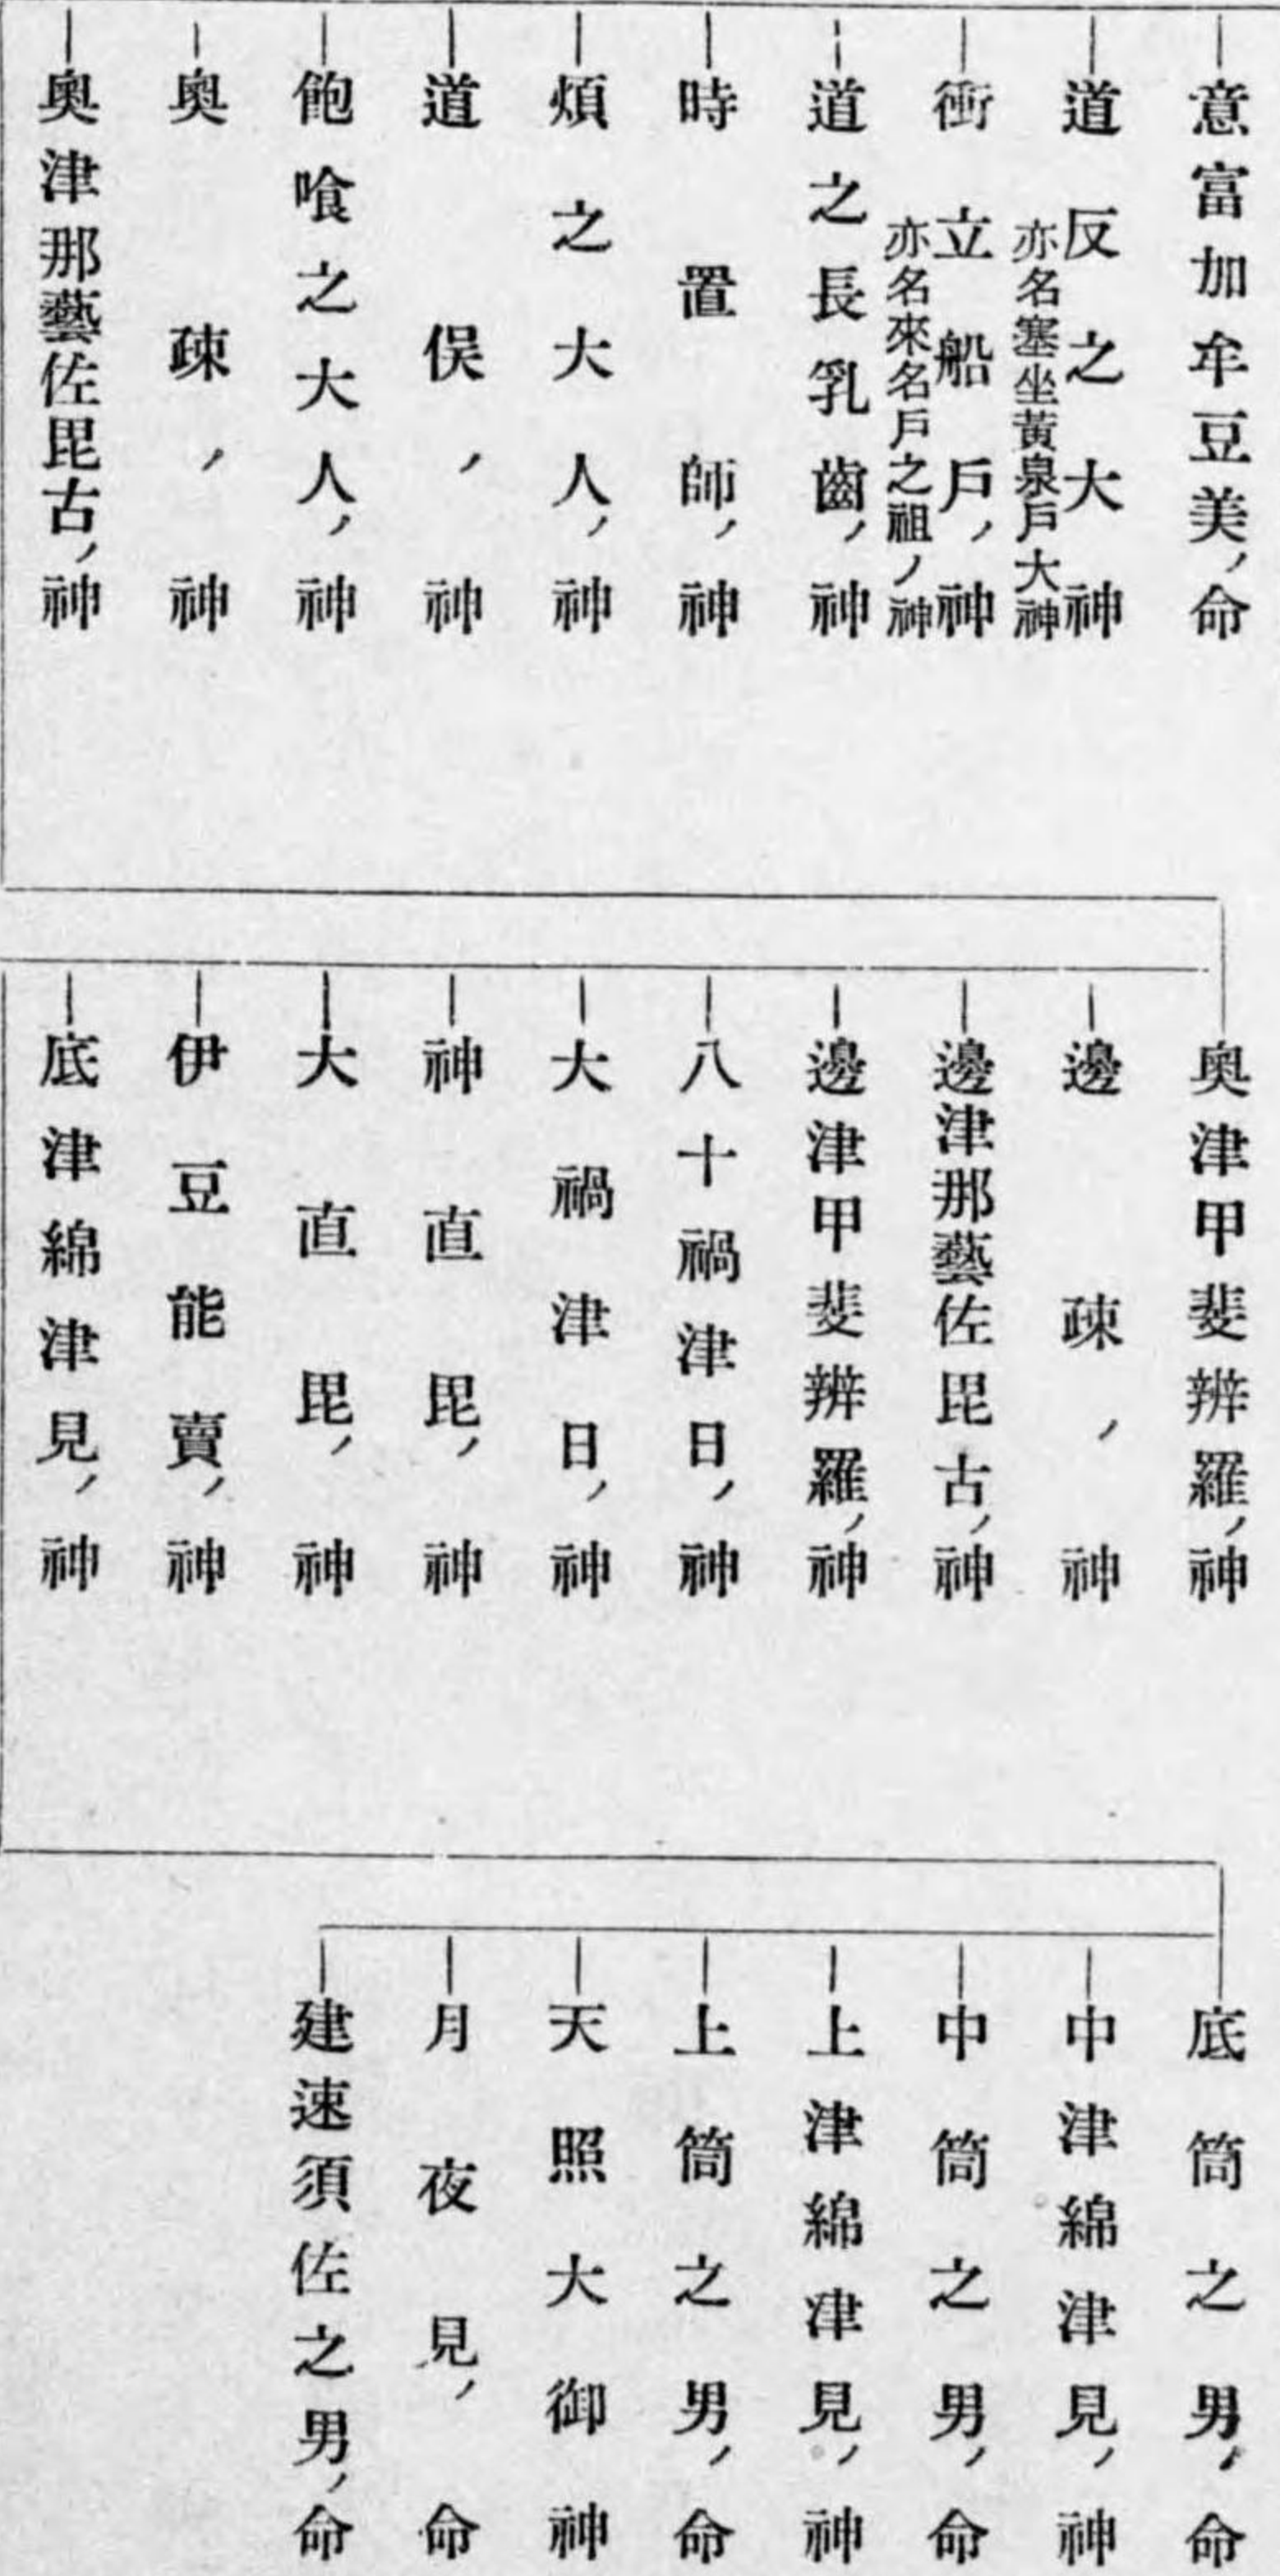 意富加牟豆美ノ命
道反之大神
亦名塞坐黃泉戶大神
衝立船戶ノ神
亦名來名戶之祖ノ神
道之長乳齒ノ神
時置師ノ神
煩之大人ノ神
道俣ノ神
飽喰之大人ノ神
奧疎ノ神
奧津那藝佐毘古ノ神
奧津甲斐辨羅ノ神
邊疎ノ神
邊津那藝佐毘古ノ神
邊津甲斐辨羅ノ神
八十禍津日ノ神
大禍津日ノ神
神直毘ノ神
大直毘ノ神
伊豆能賣ノ神
底津綿津見ノ神
底筒之男ノ命
中津綿津見ノ神
中筒之男ノ命
上津綿津見ノ神
上筒之男ノ命
天照大御神
月夜見ノ命
建速須佐之男ノ命